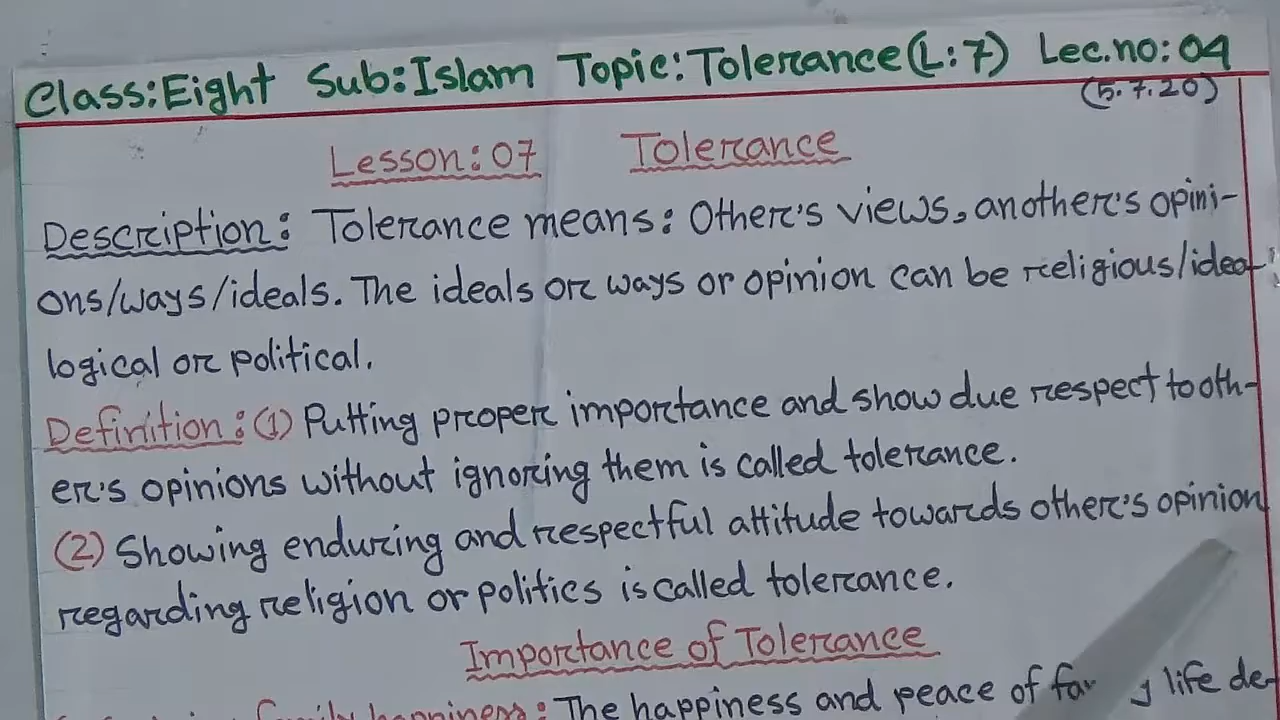 Class:Eight Sub:Islam Topic:Tolerance(L:7) Lec.no:04
(5.7.20)
Lesson:07 Tolerance
Description: Tolerance means: Other's views, another's opini-
ons/ways/ideals. The ideals or ways or opinion can be religious/ideo-
logical or political.
Definition: (1) Putting proper importance and show due respect to oth-
er's opinions without ignoring them is called tolerance.
(2) Showing enduring and respectful attitude towards other's opinion
regarding religion or politics is called tolerance.
Importance of Tolerance
family happiness: The happiness and peace of life de-